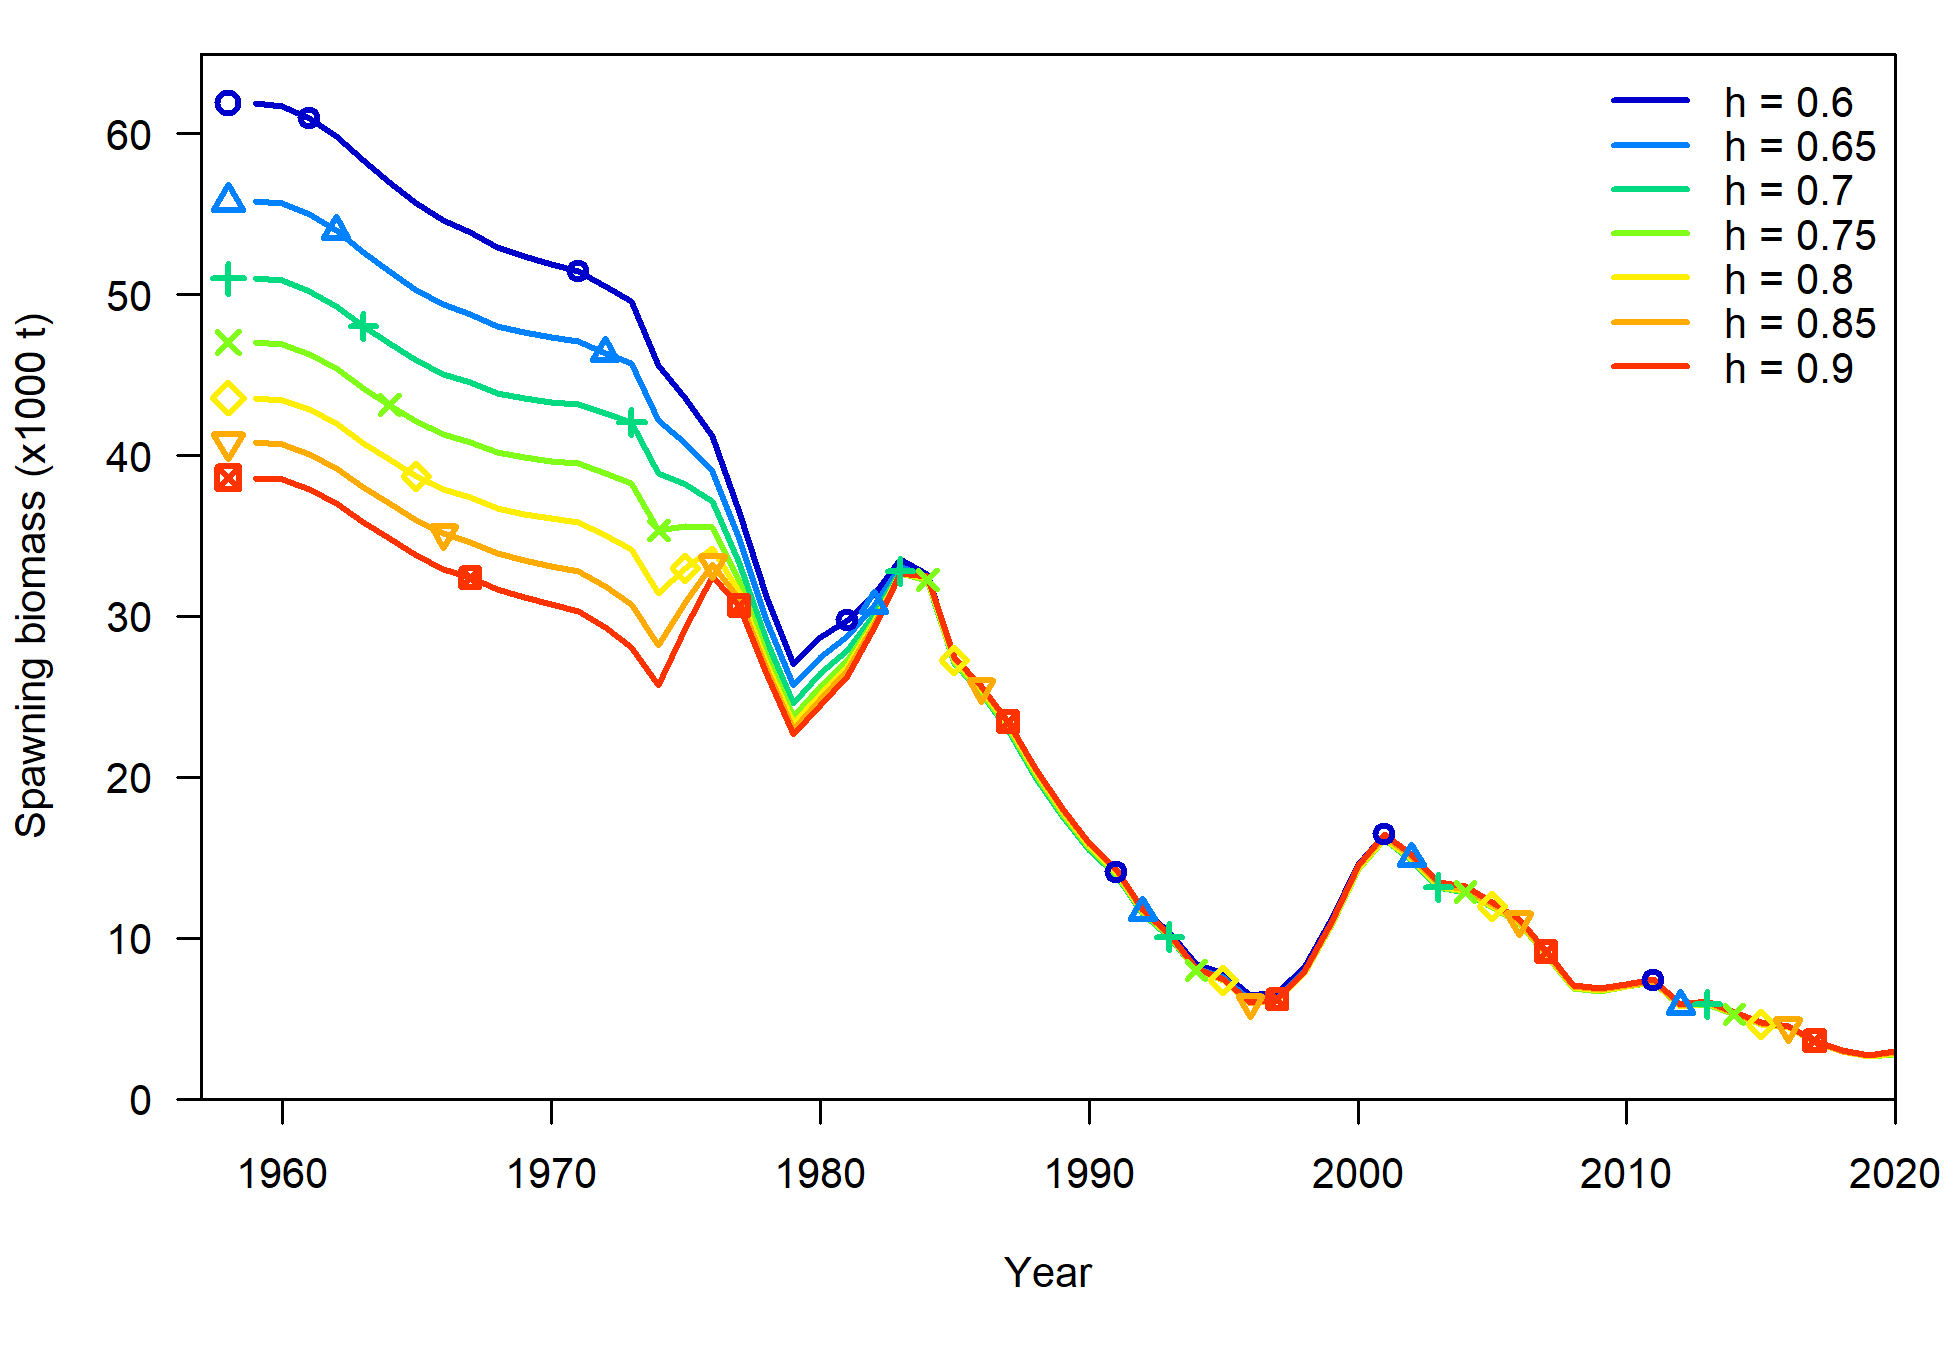 h = 0.6
h = 0.65
h = 0.7
h = 0.75
h = 0.8
h = 0.85
h = 0.9
Spawning biomass (x1000 t)
60
50
40
30
20
10
0
1960 1970 1980 1990 2000 2010 2020
Year